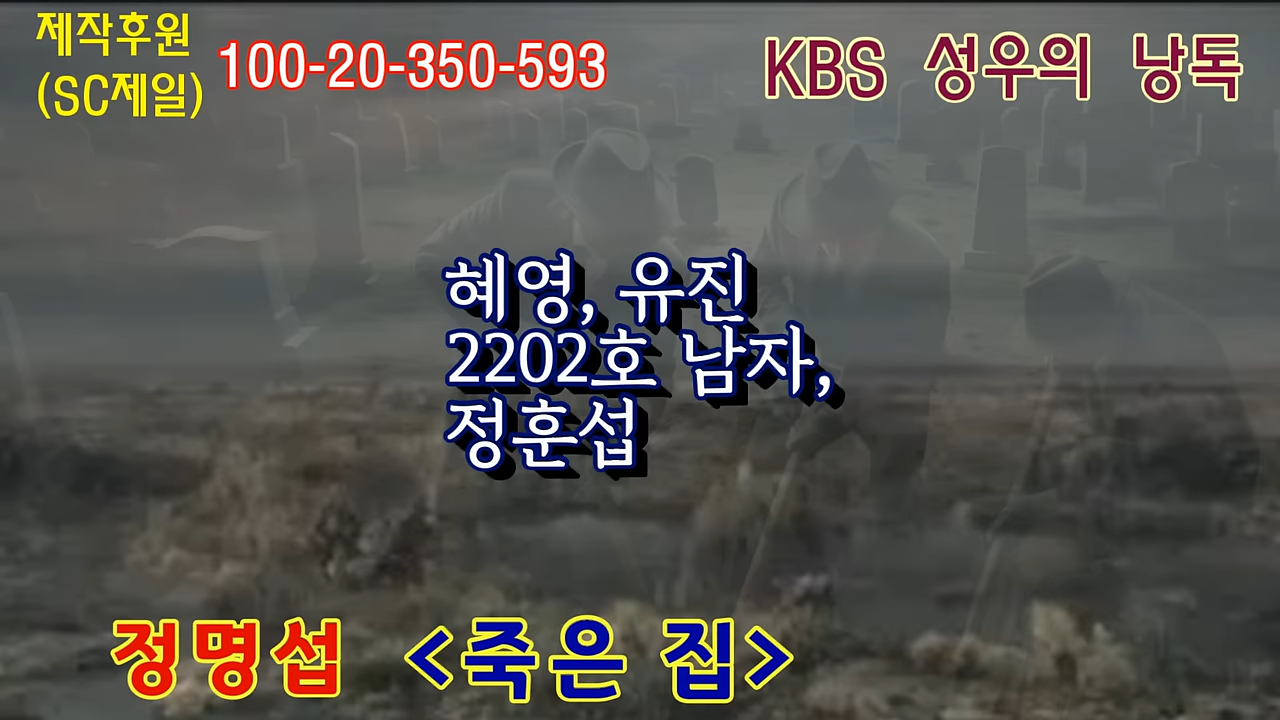 제작후원
(SC제일)
100-20-350-593
KBS 성우의 낭독
혜영, 유진
2202호 남자,
정훈섭
정명섭 <죽은 집>